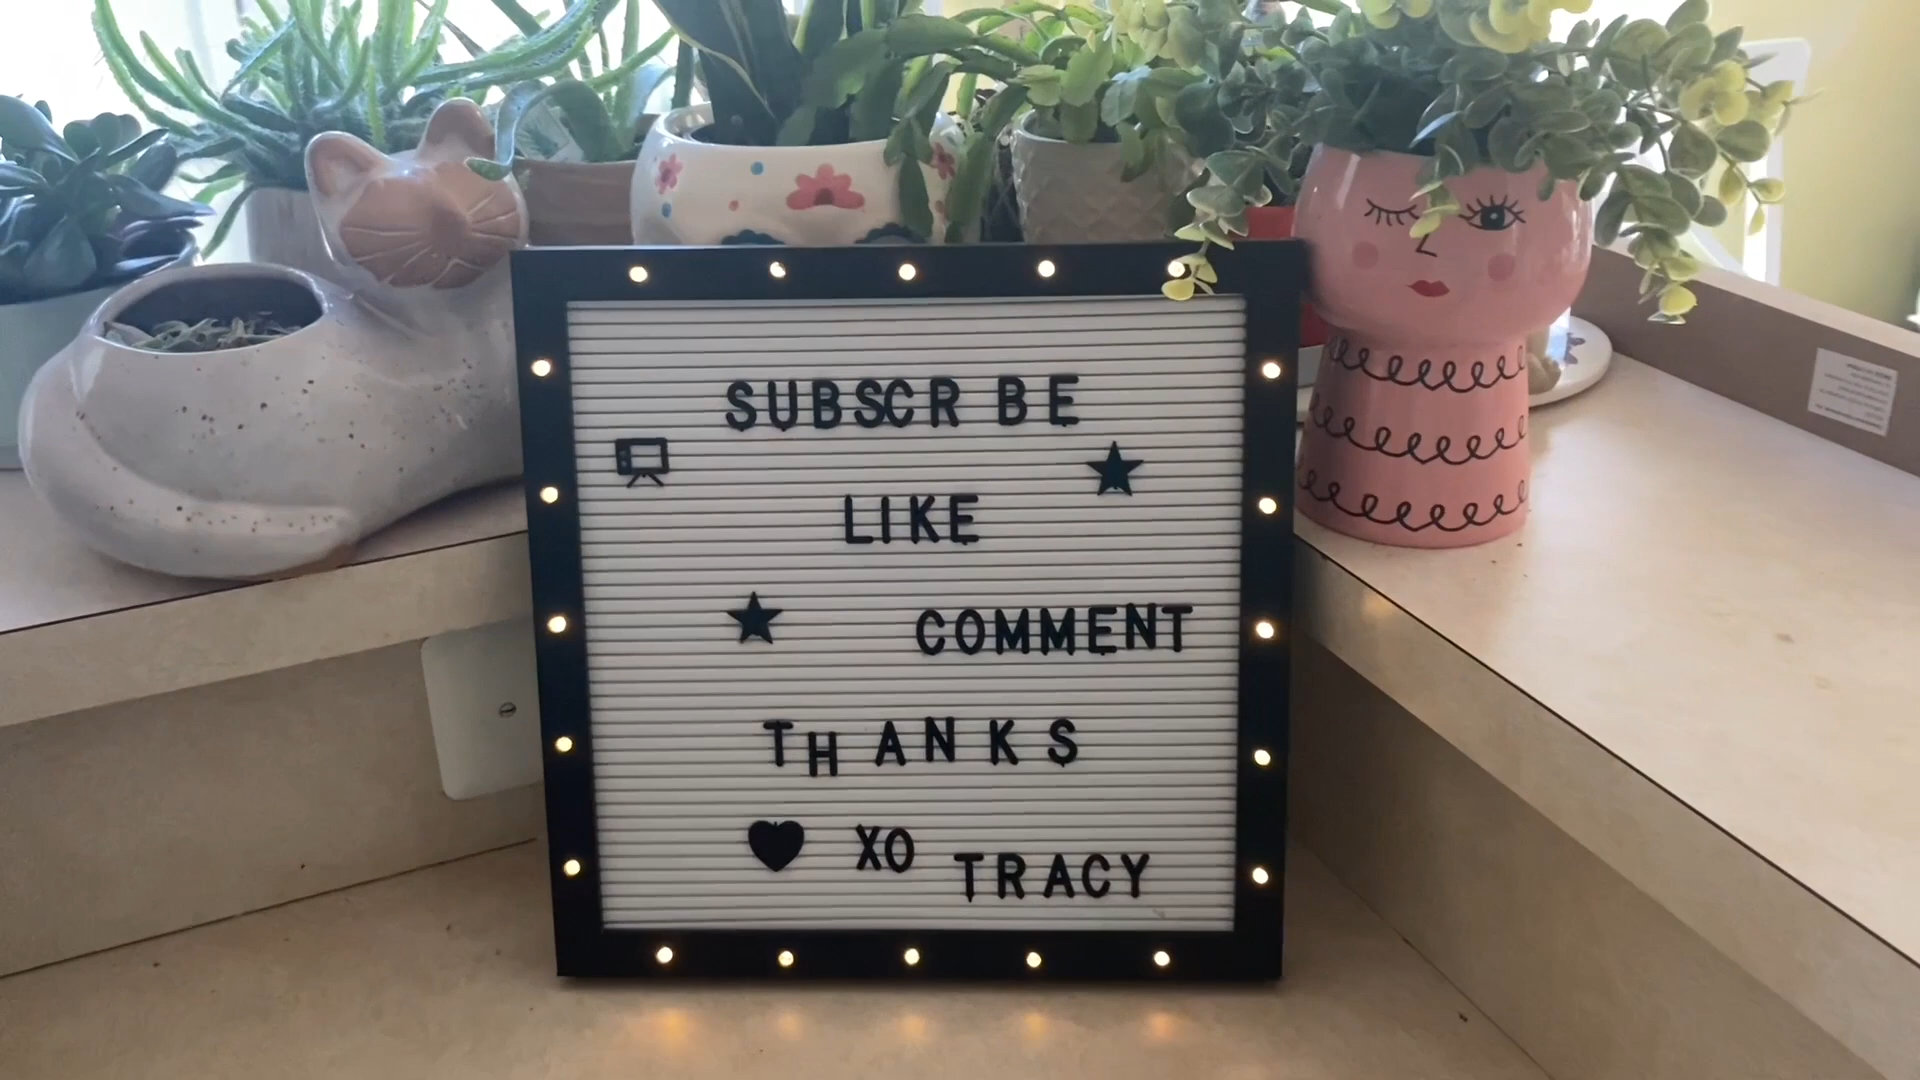 SUBSCR BE
LIKE
COMMENT
THANKS
XO TRACY